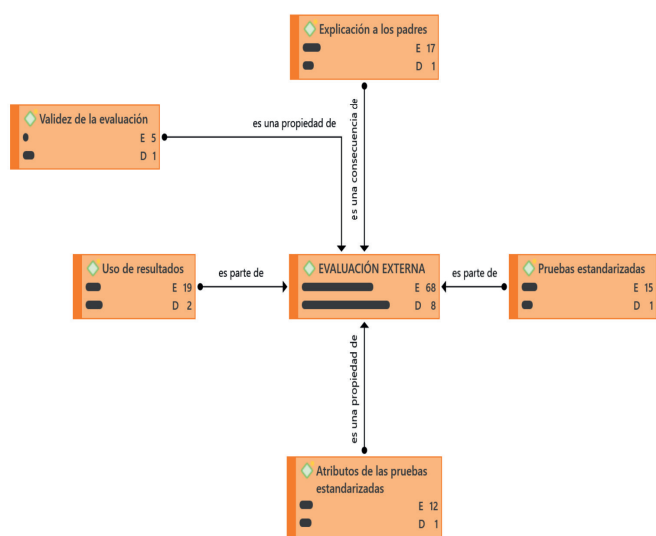 Explicación a los padres
E 17
D 1
Validez de la evaluación
E 5
D 1
es una propiedad de
es una consecuencia de
Uso de resultados
E 19
D 2
es parte de
EVALUACIÓN EXTERNA
E 68
D 8
es parte de
Pruebas estandarizadas
E 15
D 1
es una propiedad de
Atributos de las pruebas
estandarizadas
E 12
D 1